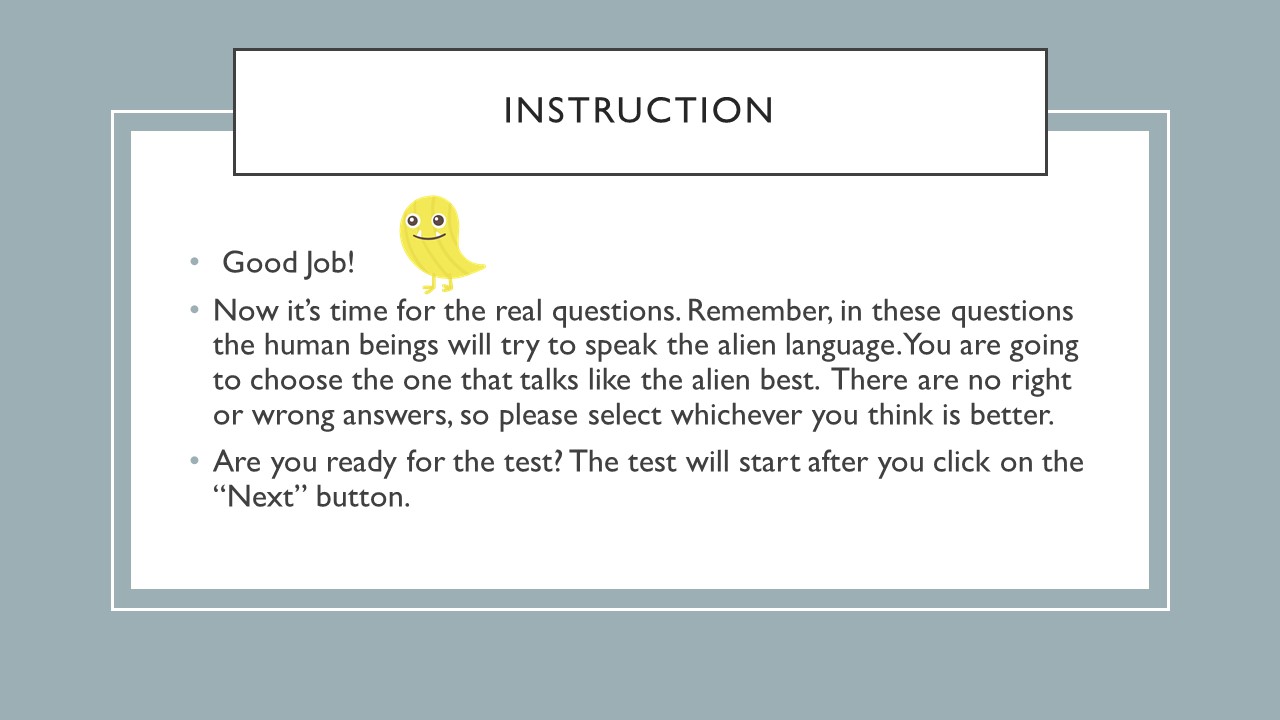 INSTRUCTION
Good Job!
Now it’s time for the real questions. Remember, in these questions
the human beings will try to speak the alien language. You are going
to choose the one that talks like the alien best.  There are no right
or wrong answers, so please select whichever you think is better.
Are you ready for the test? The test will start after you click on the
“Next” button.